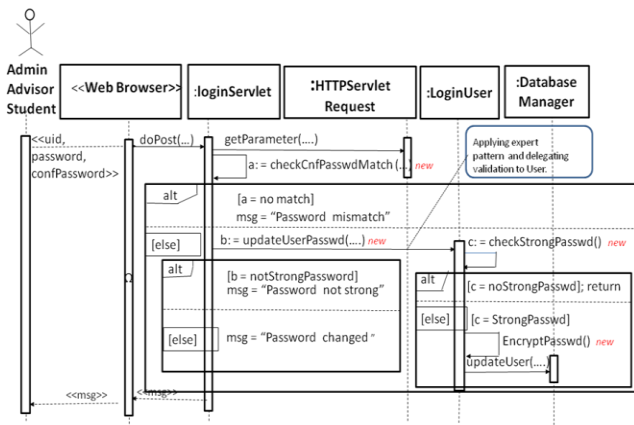 Admin
Advisor
Student
<<Web Browser>>
:loginServlet
:HTTPServlet
Request
:LoginUser
:Database
Manager
<<uid,
password,
confPassword>>
doPost(...)
getParameter(....)
a: = checkCnfPasswdMatch (...) new
Applying expert
pattern and delegating
validation to User.
alt
[a = no match]
msg = “Password mismatch”
[else]
b: = updateUserPasswd(....) new
c: = checkStrongPasswd() new
alt
[b = notStrongPassword]
msg = “Password not strong”
[else]
msg = “Password changed”
alt
[c = noStrongPasswd]; return
[else]
[c = StrongPasswd]
EncryptPasswd() new
updateUser(....)
Ω
<<msg>>
<<msg>>